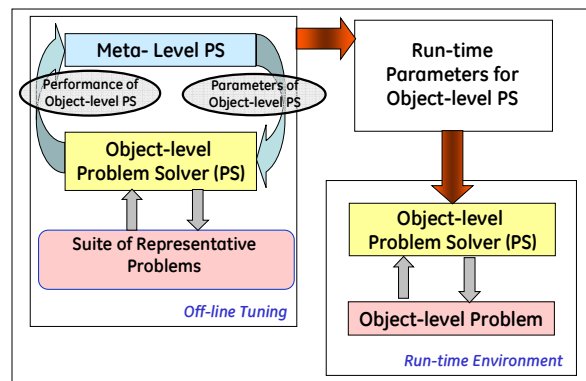 Meta- Level PS
Performance of
Object-level PS
Parameters of
Object-level PS
Object-level
Problem Solver (PS)
Suite of Representative
Problems
Off-line Tuning
Run-time
Parameters for
Object-level PS
Object-level
Problem Solver (PS)
Object-level Problem
Run-time Environment